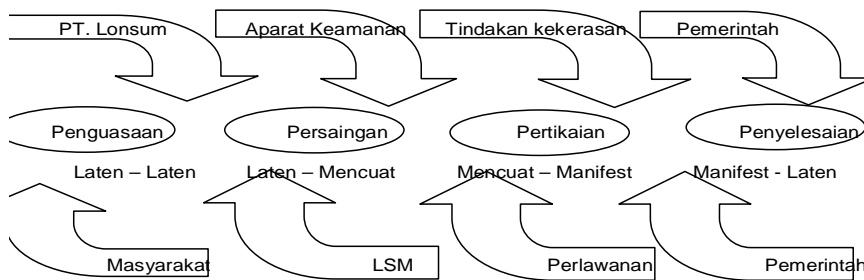 PT. Lonsum Aparat Keamanan Tindakan kekerasan Pemerintah
Penguasaan Persaingan Pertikaian Penyelesaian
Laten – Laten Laten – Mencuat Mencuat – Manifest Manifest - Laten
Masyarakat LSM Perlawanan Pemerintah